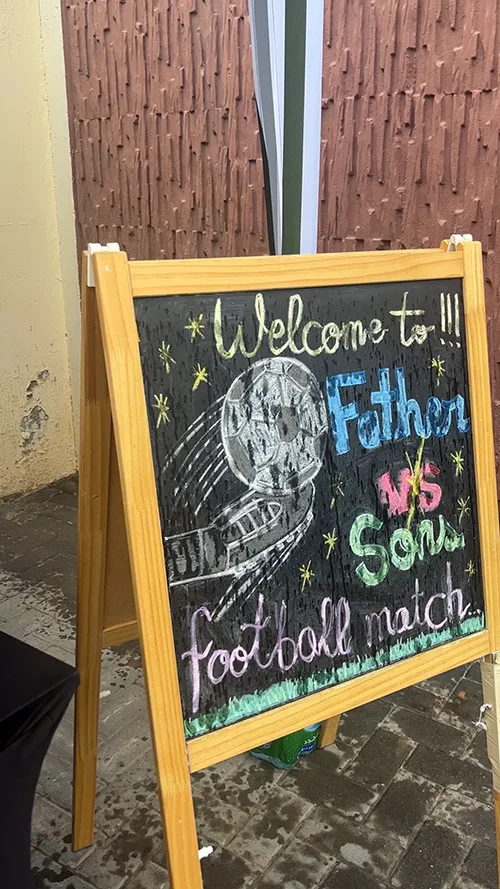 Welcome to !!!
Father
VS
Sons
football match..